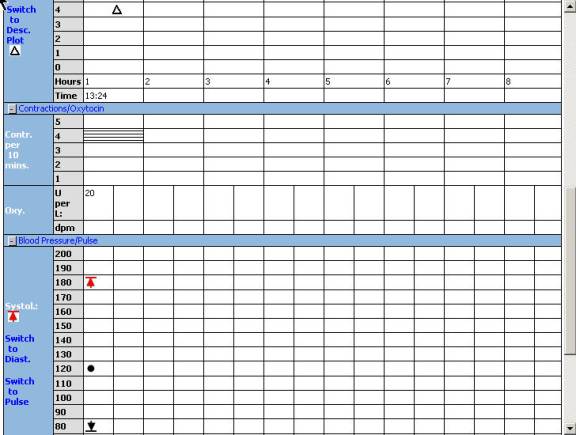 Switch
to
Desc.
Plot
4
3
2
1
0
Hours 1 2 3 4 5 6 7 8
Time 13:24
- Contractions/Oxytocin
Contr.
per
10
mins.
5
4
3
2
1
Oxy.
U
per
L:
20
dpm
- Blood Pressure/Pulse
Systol.:
Switch
to
Diast.
Switch
to
Pulse
200
190
180
170
160
150
140
130
120
110
100
90
80